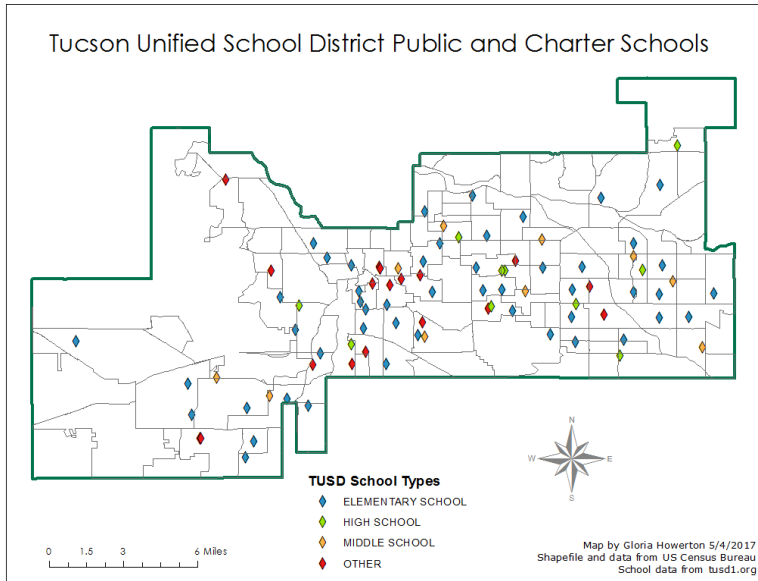 Tucson Unified School District Public and Charter Schools
N
W E
S
TUSD School Types
ELEMENTARY SCHOOL
HIGH SCHOOL
MIDDLE SCHOOL
OTHER
0 1.5 3 6 Miles
Map by Gloria Howerton 5/4/2017
Shapefile and data from US Census Bureau
School data from tusd1.org